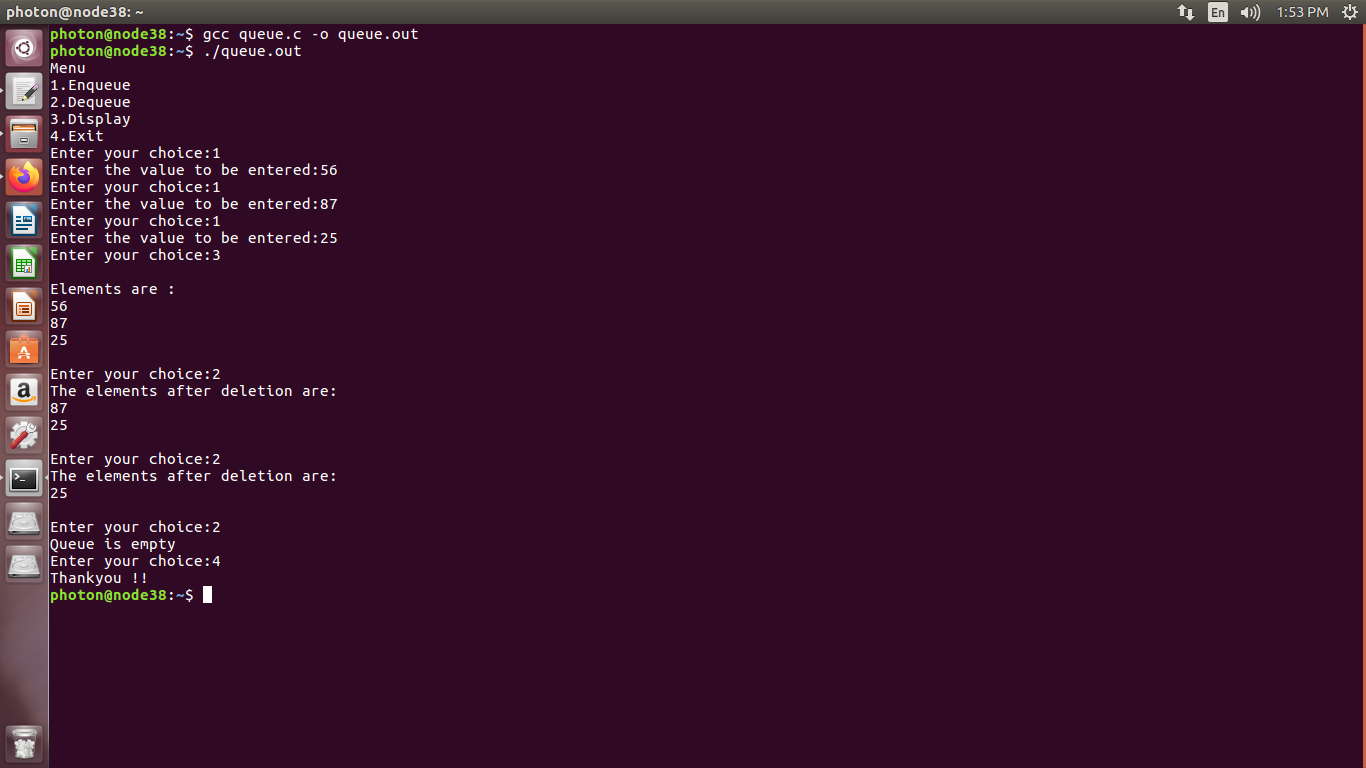 photon@node38: ~
En
1:53 PM
photon@node38:~$ gcc queue.c -o queue.out
photon@node38:~$ ./queue.out
Menu
1.Enqueue
2.Dequeue
3.Display
4.Exit
Enter your choice:1
Enter the value to be entered:56
Enter your choice:1
Enter the value to be entered:87
Enter your choice:1
Enter the value to be entered:25
Enter your choice:3
Elements are :
56
87
25
Enter your choice:2
The elements after deletion are:
87
25
Enter your choice:2
The elements after deletion are:
25
Enter your choice:2
Queue is empty
Enter your choice:4
Thankyou !!
photon@node38:~$